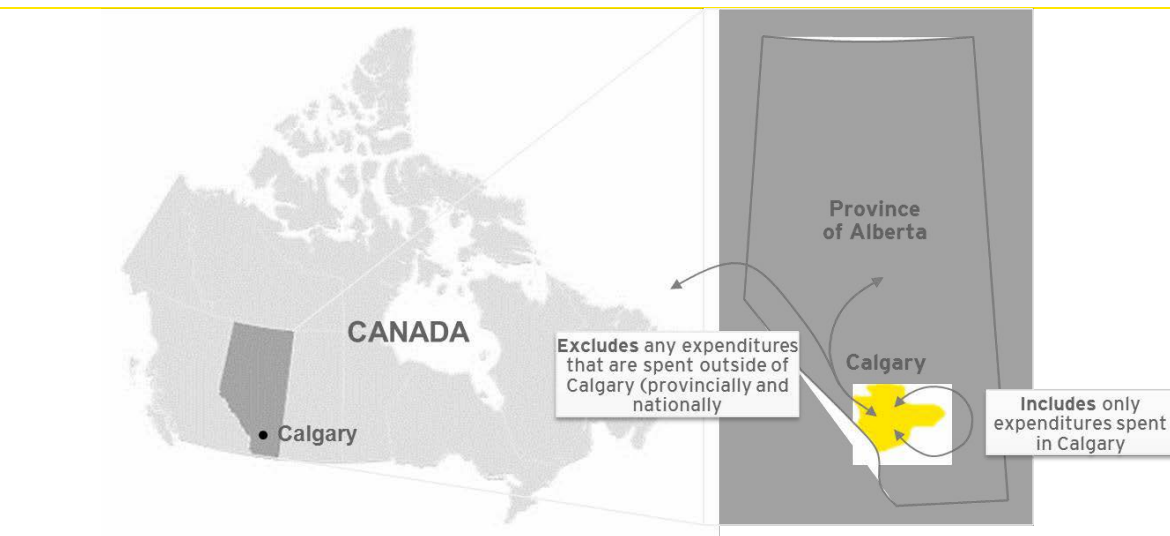 CANADA
Calgary
Province
of Alberta
Calgary
Excludes any expenditures
that are spent outside of
Calgary (provincially and
nationally
Includes only
expenditures spent
in Calgary